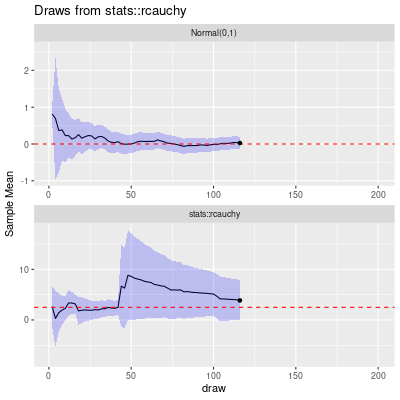 Draws from stats::rcauchy
Normal(0,1)
2
1
0
-1
0 50 100 150 200
stats::rcauchy
10
0
0 50 100 150 200
Sample Mean
draw